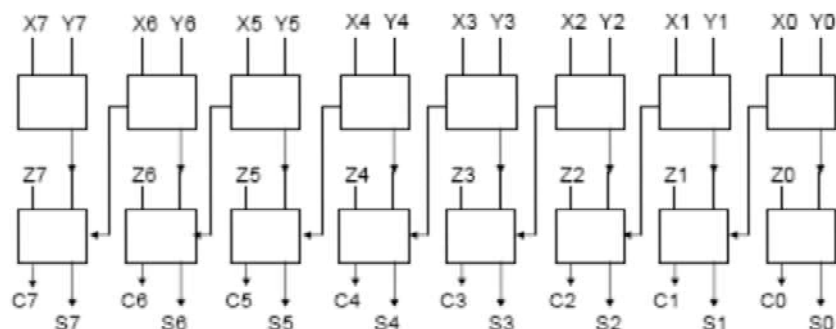 X7 Y7 X6 Y6 X5 Y5 X4 Y4 X3 Y3 X2 Y2 X1 Y1 X0 Y0
Z7 Z6 Z5 Z4 Z3 Z2 Z1 Z0
C7 C6 C5 C4 C3 C2 C1 C0
S7 S6 S5 S4 S3 S2 S1 S0